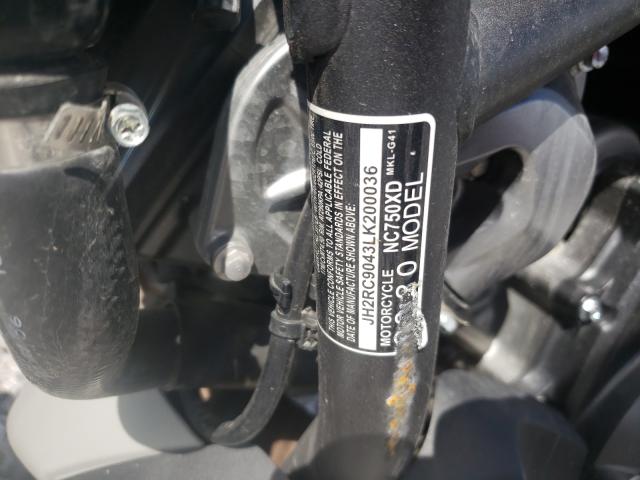 THIS VEHICLE CONFORMS TO ALL APPLICABLE FEDERAL
MOTOR VEHICLE SAFETY STANDARDS IN EFFECT ON THE
DATE OF MANUFACTURE SHOWN ABOVE:
JH2RC9043LK200036
MOTORCYCLE NC750XD MKL-G41
MODEL